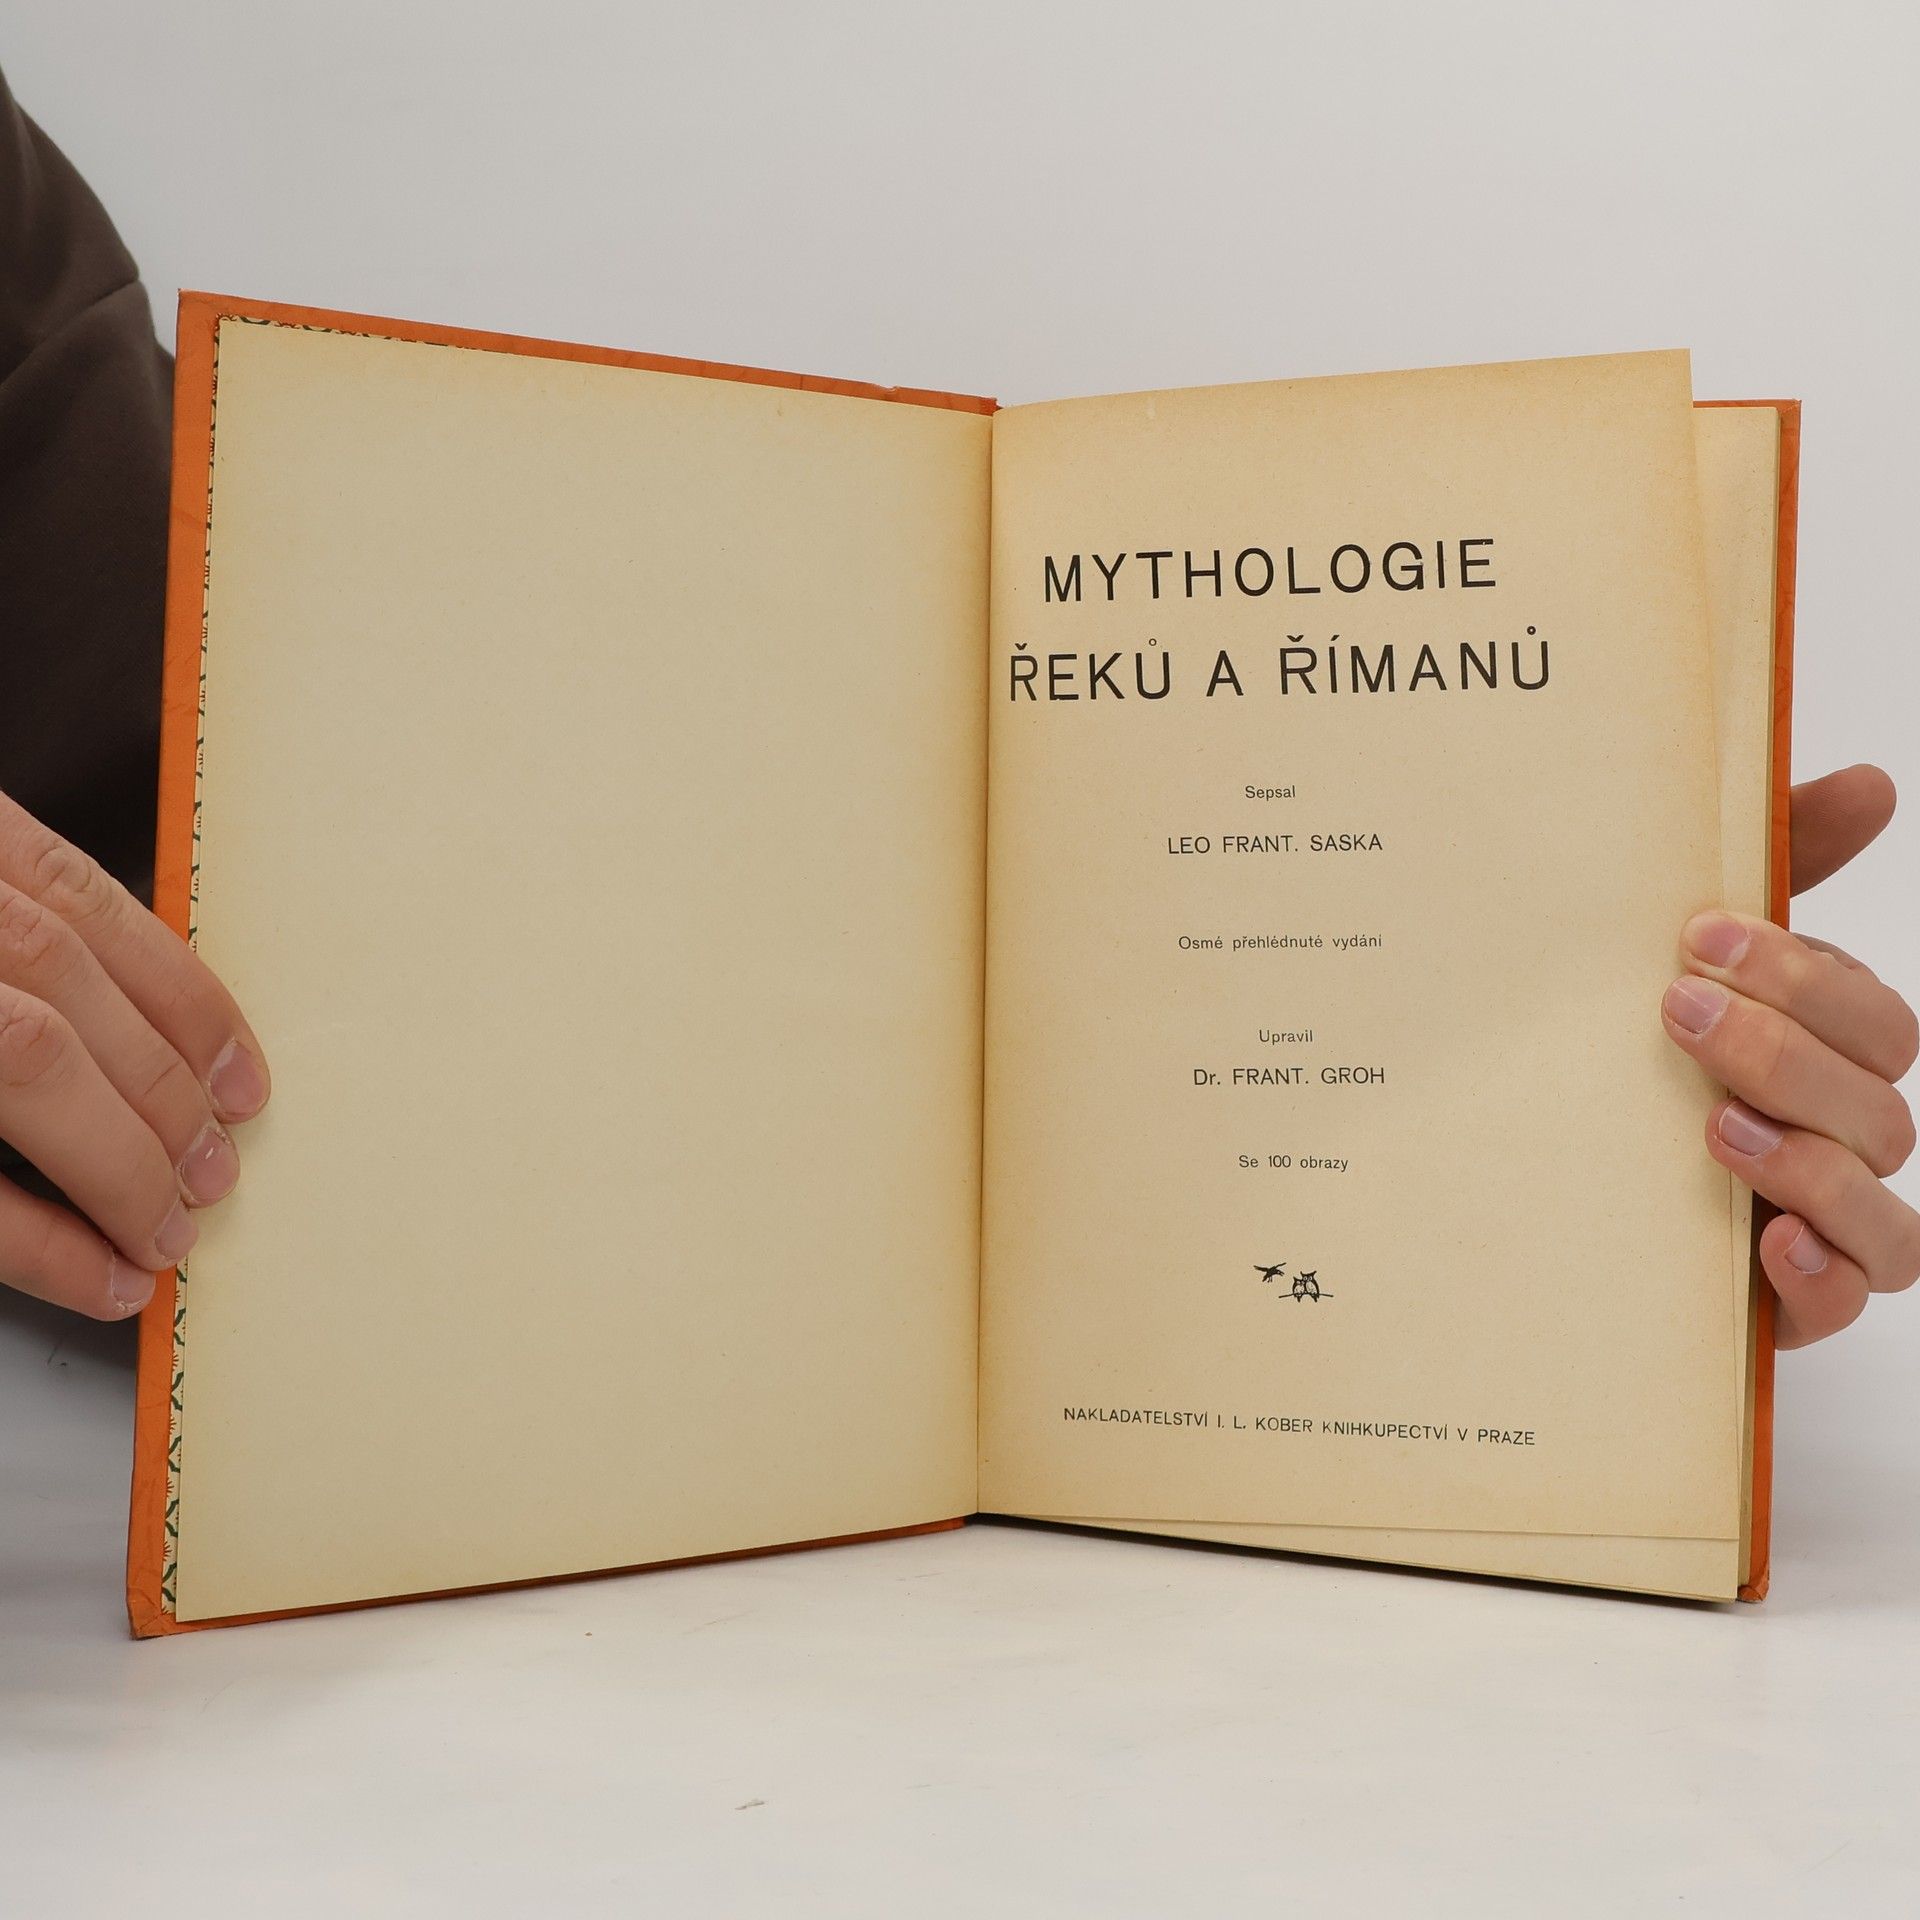 MYTHOLOGIE
ŘEKŮ A ŘÍMANŮ
Sepsal
LEO FRANT. SASKA
Osmé přehlédnuté vydání
Upravil
Dr. FRANT. GROH
Se 100 obrazy
NAKLADATELSTVÍ I. L. KOBER KNIHKUPECTVÍ V PRAZE